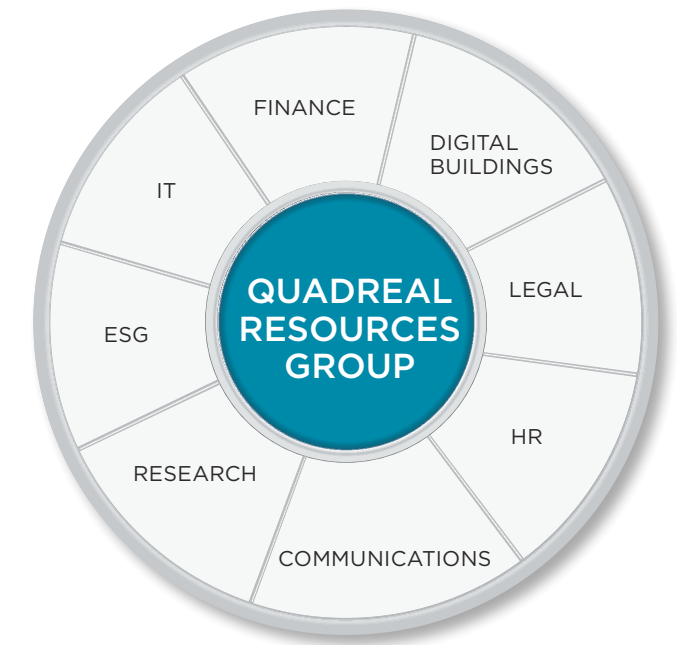 FINANCE
DIGITAL
BUILDINGS
IT
LEGAL
QUADREAL
RESOURCES
GROUP
ESG
HR
RESEARCH
COMMUNICATIONS